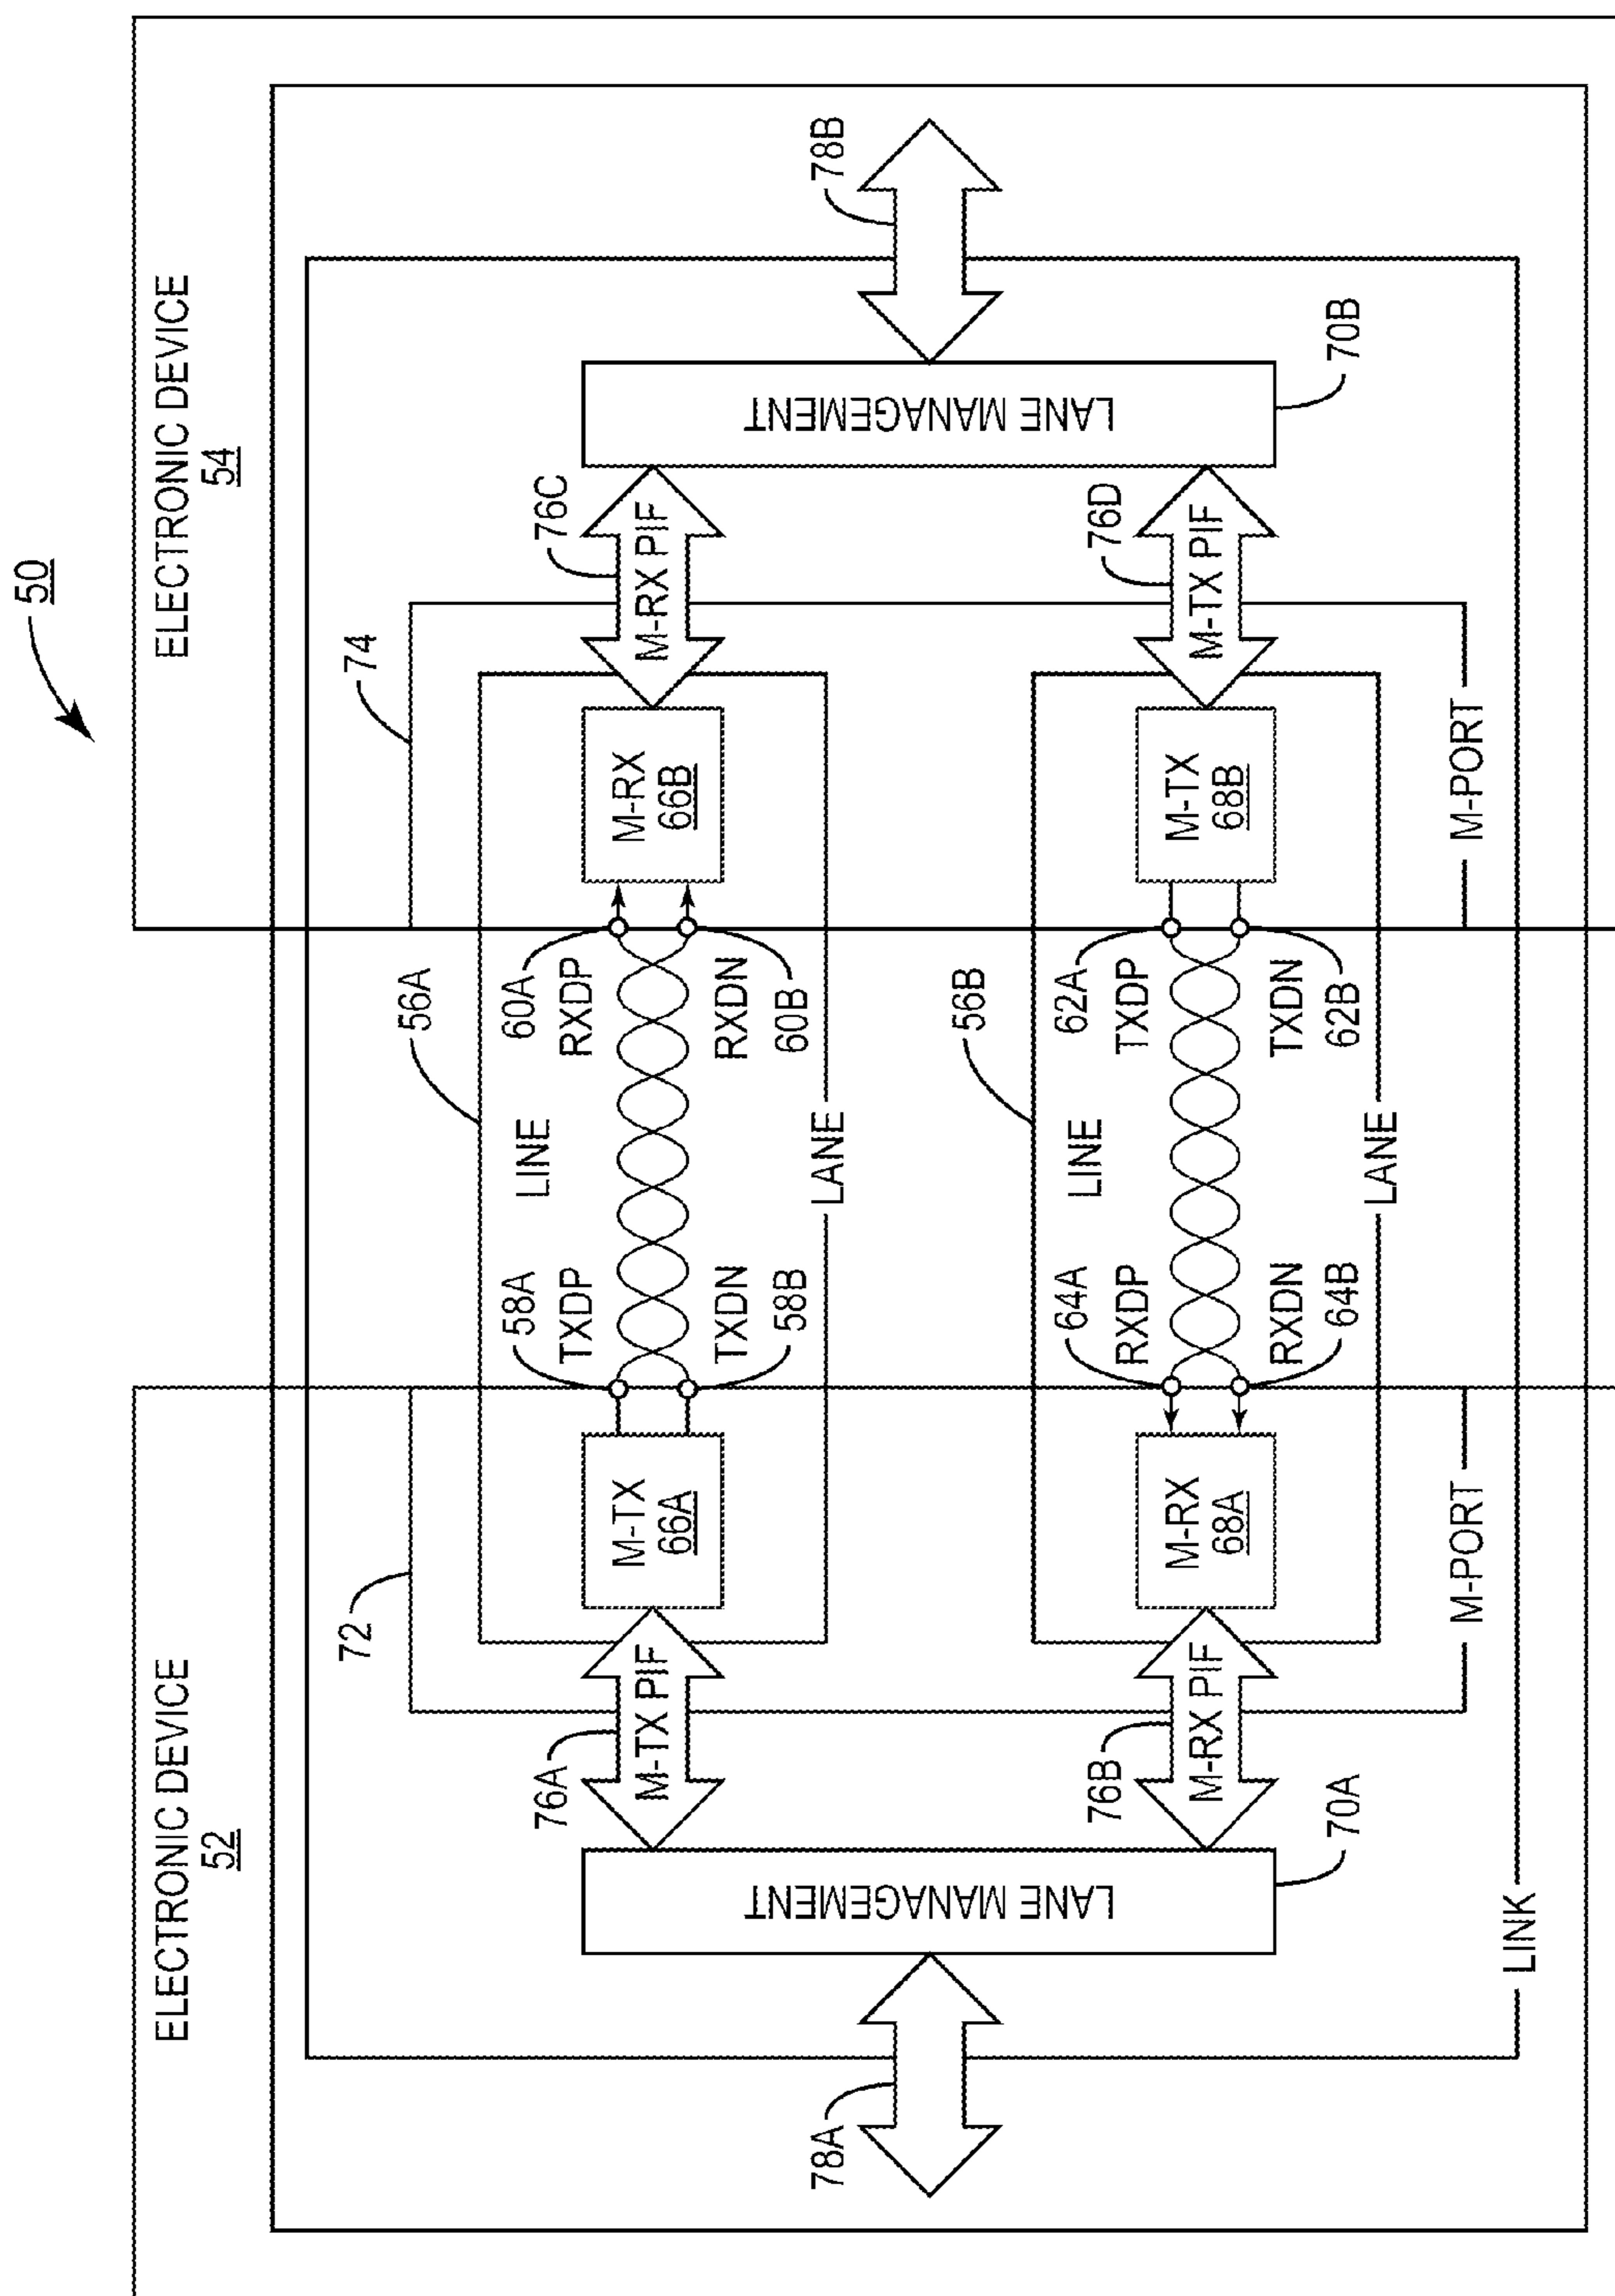 50
ELECTRONIC DEVICE
52
ELECTRONIC DEVICE
54
72
74
56A
76A
M-TX PIF
M-TX
66A
58A
TXDP
LINE
60A
RXDP
TXDN
58B
RXDN
60B
M-RX
66B
M-RX PIF
76C
LANE
78A
LANE MANAGEMENT
70A
LANE MANAGEMENT
70B
78B
56B
76B
M-RX PIF
M-RX
68A
64A
RXDP
LINE
62A
TXDP
RXDN
64B
TXDN
62B
M-TX
68B
M-TX PIF
76D
LANE
M-PORT
M-PORT
LINK